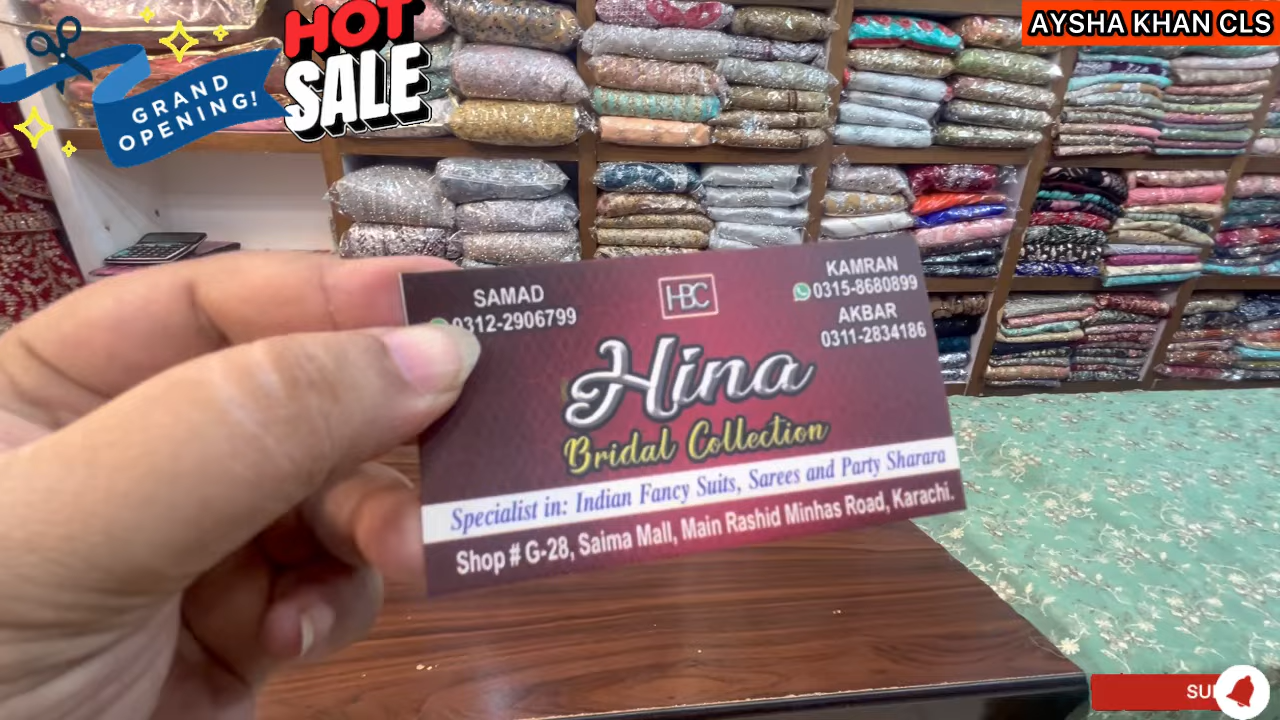 HOT
SALE
GRAND
OPENING!
AYSHA KHAN CLS
SAMAD
0312-2906799
HBC
KAMRAN
0315-8680899
AKBAR
0311-2834186
Hina
Bridal Collection
Specialist in: Indian Fancy Suits, Sarees and Party Sharara
Shop # G-28, Saima Mall, Main Rashid Minhas Road, Karachi.